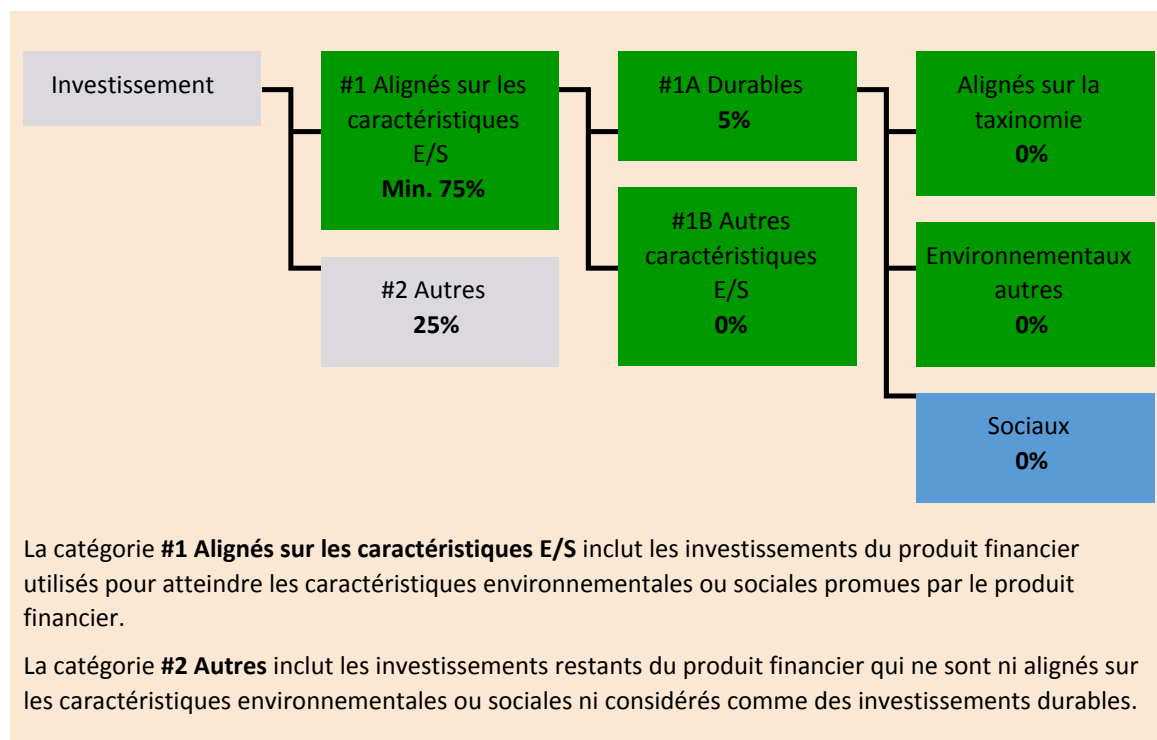 Investissement
#1 Alignés sur les
caractéristiques
E/S
Min. 75%
#2 Autres
25%
#1A Durables
5%
#1B Autres
caractéristiques
E/S
0%
Alignés sur la
taxinomie
0%
Environnementaux
autres
0%
Sociaux
0%
La catégorie #1 Alignés sur les caractéristiques E/S inclut les investissements du produit financier
utilisés pour atteindre les caractéristiques environnementales ou sociales promues par le produit
financier.
La catégorie #2 Autres inclut les investissements restants du produit financier qui ne sont ni alignés sur
les caractéristiques environnementales ou sociales ni considérés comme des investissements durables.